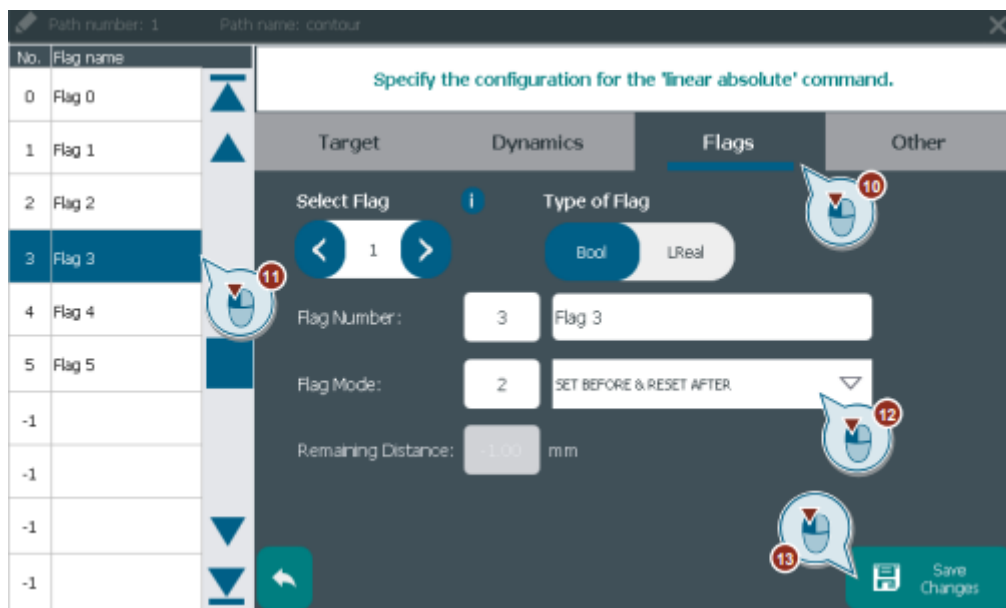 Path number: 1 Path name: contour
No. Flag name
0 Flag 0
1 Flag 1
2 Flag 2
3 Flag 3
4 Flag 4
5 Flag 5
-1
-1
-1
-1
Specify the configuration for the 'linear absolute' command.
Target Dynamics Flags Other
10
Select Flag i Type of Flag
< 1 > Bool LReal
11
Flag Number: 3 Flag 3
Flag Mode: 2 SET BEFORE & RESET AFTER
12
Remaining Distance: -1.00 mm
13
Save
Changes